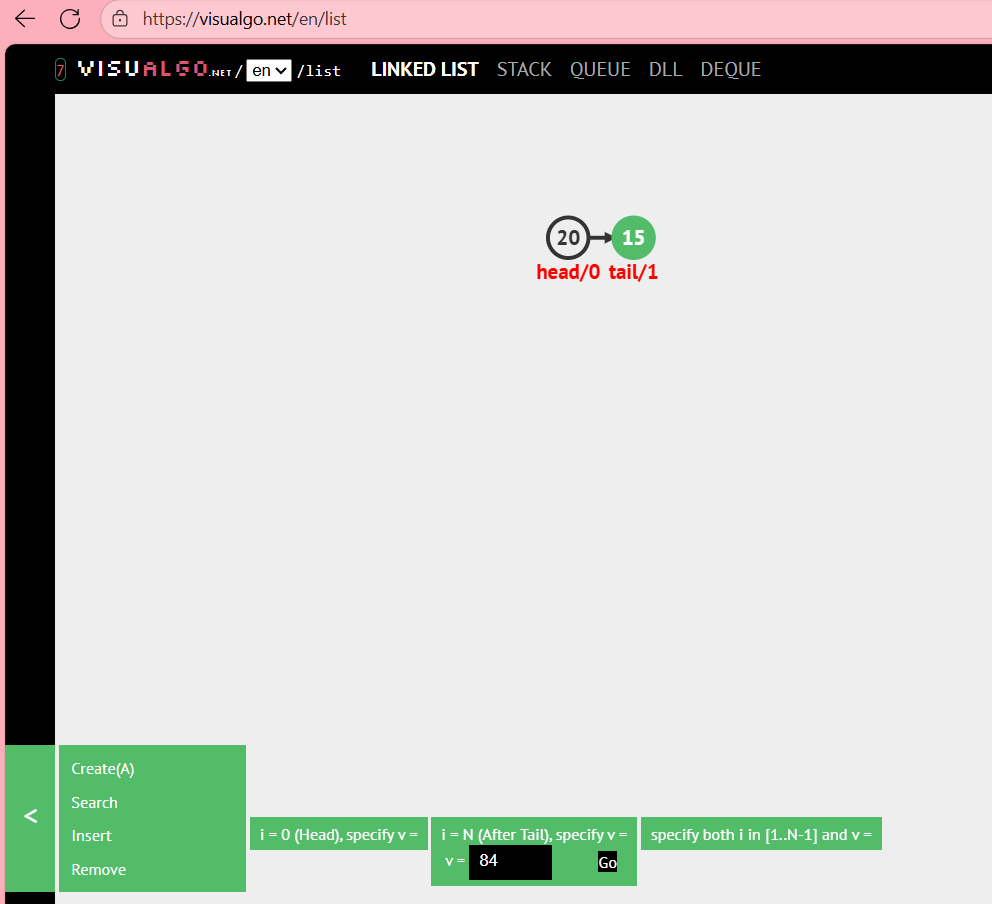 https://visualgo.net/en/list
7 VISUALGO.NET/ en /list LINKED LIST STACK QUEUE DLL DEQUE
20 15
head/0 tail/1
<
Create(A)
Search
Insert
Remove
i = 0 (Head), specify v =
i = N (After Tail), specify v =
v = 84 Go
specify both i in [1..N-1] and v =